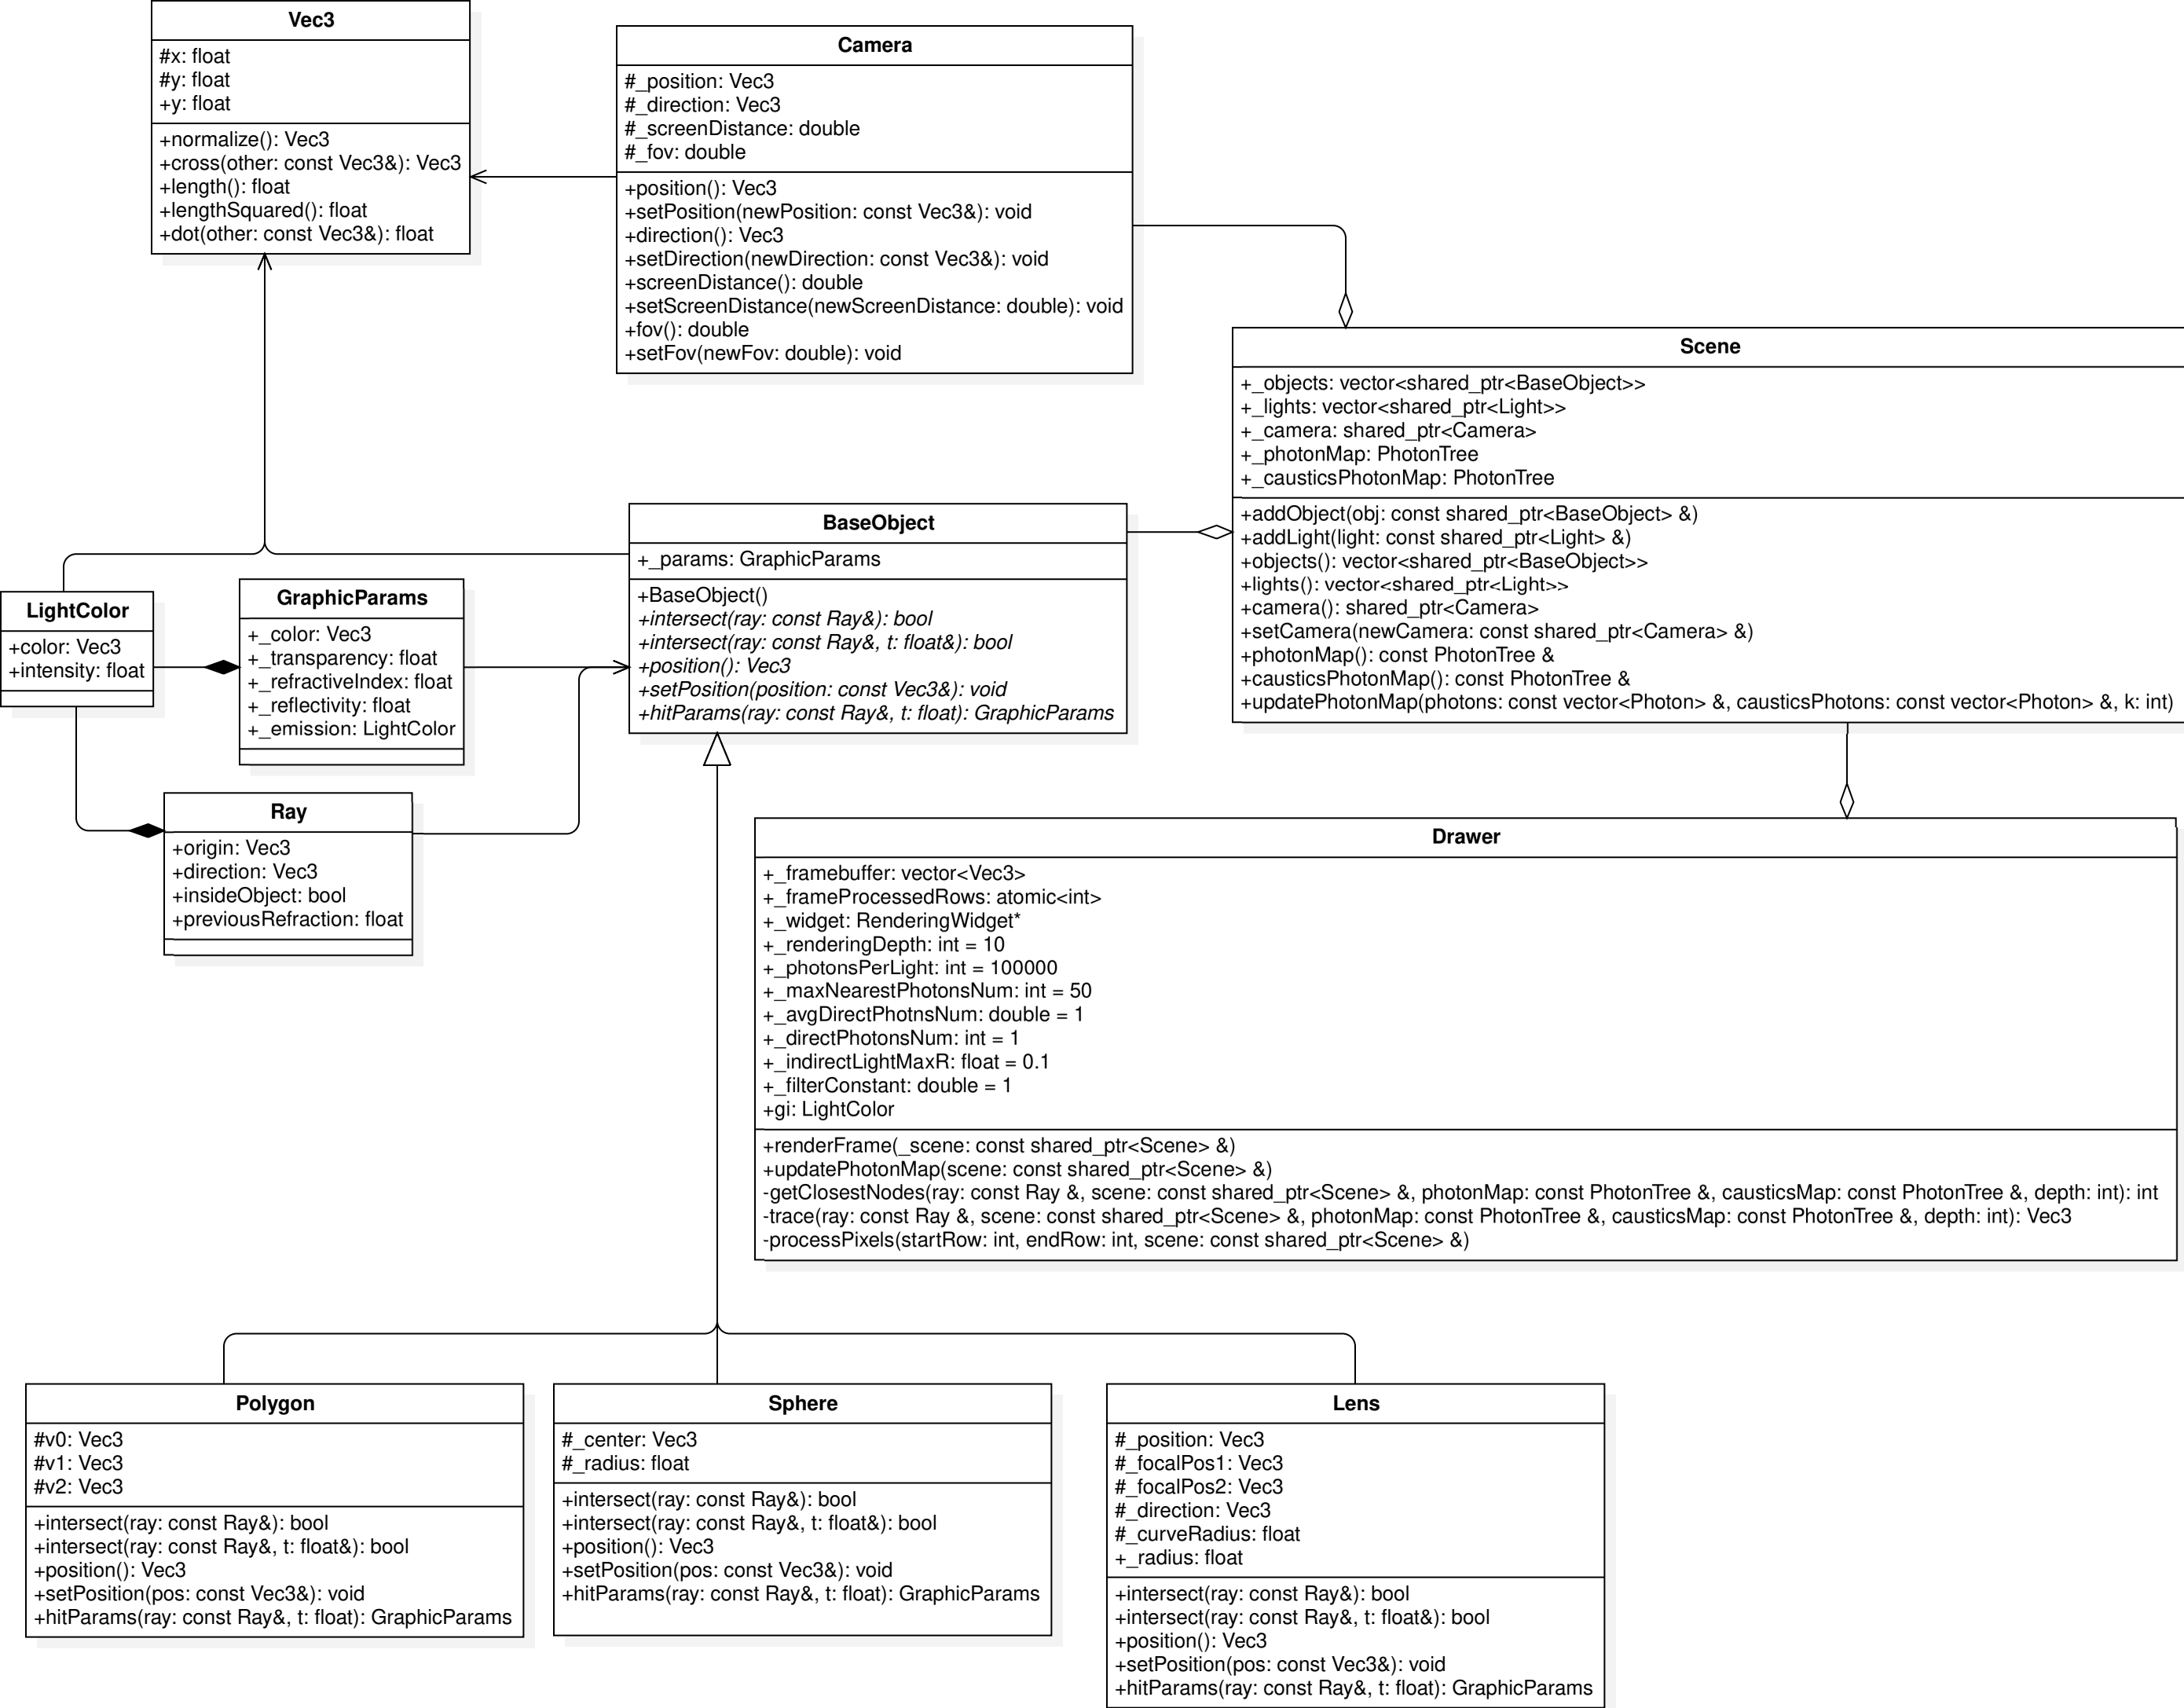 Vec3
#x: float
#y: float
+y: float
+normalize(): Vec3
+cross(other: const Vec3&): Vec3
+length(): float
+lengthSquared(): float
+dot(other: const Vec3&): float
Camera
#_position: Vec3
#_direction: Vec3
#_screenDistance: double
#_fov: double
+position(): Vec3
+setPosition(newPosition: const Vec3&): void
+direction(): Vec3
+setDirection(newDirection: const Vec3&): void
+screenDistance(): double
+setScreenDistance(newScreenDistance: double): void
+fov(): double
+setFov(newFov: double): void
Scene
+_objects: vector<shared_ptr<BaseObject>>
+_lights: vector<shared_ptr<Light>>
+_camera: shared_ptr<Camera>
+_photonMap: PhotonTree
+_causticsPhotonMap: PhotonTree
+addObject(obj: const shared_ptr<BaseObject> &)
+addLight(light: const shared_ptr<Light> &)
+objects(): vector<shared_ptr<BaseObject>>
+lights(): vector<shared_ptr<Light>>
+camera(): shared_ptr<Camera>
+setCamera(newCamera: const shared_ptr<Camera> &)
+photonMap(): const PhotonTree &
+causticsPhotonMap(): const PhotonTree &
+updatePhotonMap(photons: const vector<Photon> &, causticsPhotons: const vector<Photon> &, k: int)
BaseObject
+_params: GraphicParams
+BaseObject()
+intersect(ray: const Ray&): bool
+intersect(ray: const Ray&, t: float&): bool
+position(): Vec3
+setPosition(position: const Vec3&): void
+hitParams(ray: const Ray&, t: float): GraphicParams
LightColor
+color: Vec3
+intensity: float
GraphicParams
+_color: Vec3
+_transparency: float
+_refractiveIndex: float
+_reflectivity: float
+_emission: LightColor
Ray
+origin: Vec3
+direction: Vec3
+insideObject: bool
+previousRefraction: float
Drawer
+_framebuffer: vector<Vec3>
+_frameProcessedRows: atomic<int>
+_widget: RenderingWidget*
+_renderingDepth: int = 10
+_photonsPerLight: int = 100000
+_maxNearestPhotonsNum: int = 50
+_avgDirectPhotnsNum: double = 1
+_directPhotonsNum: int = 1
+_indirectLightMaxR: float = 0.1
+_filterConstant: double = 1
+gi: LightColor
+renderFrame(_scene: const shared_ptr<Scene> &)
+updatePhotonMap(scene: const shared_ptr<Scene> &)
-getClosestNodes(ray: const Ray &, scene: const shared_ptr<Scene> &, photonMap: const PhotonTree &, causticsMap: const PhotonTree &, depth: int): int
-trace(ray: const Ray &, scene: const shared_ptr<Scene> &, photonMap: const PhotonTree &, causticsMap: const PhotonTree &, depth: int): Vec3
-processPixels(startRow: int, endRow: int, scene: const shared_ptr<Scene> &)
Polygon
#v0: Vec3
#v1: Vec3
#v2: Vec3
+intersect(ray: const Ray&): bool
+intersect(ray: const Ray&, t: float&): bool
+position(): Vec3
+setPosition(pos: const Vec3&): void
+hitParams(ray: const Ray&, t: float): GraphicParams
Sphere
#_center: Vec3
#_radius: float
+intersect(ray: const Ray&): bool
+intersect(ray: const Ray&, t: float&): bool
+position(): Vec3
+setPosition(pos: const Vec3&): void
+hitParams(ray: const Ray&, t: float): GraphicParams
Lens
#_position: Vec3
#_focalPos1: Vec3
#_focalPos2: Vec3
#_direction: Vec3
#_curveRadius: float
+_radius: float
+intersect(ray: const Ray&): bool
+intersect(ray: const Ray&, t: float&): bool
+position(): Vec3
+setPosition(pos: const Vec3&): void
+hitParams(ray: const Ray&, t: float): GraphicParams